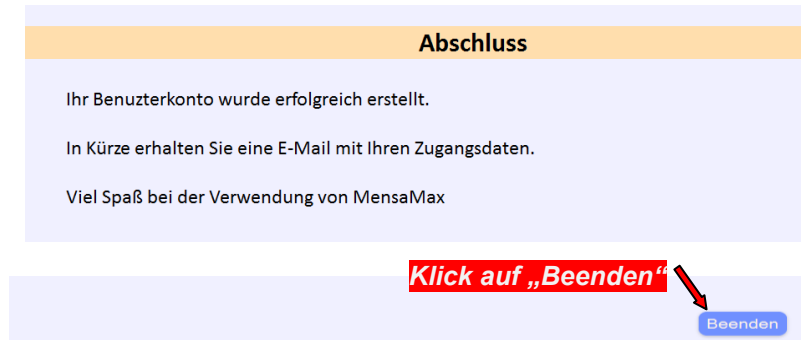 Abschluss
Ihr Benuzterkonto wurde erfolgreich erstellt.
In Kürze erhalten Sie eine E-Mail mit Ihren Zugangsdaten.
Viel Spaß bei der Verwendung von MensaMax
Klick auf „Beenden“
Beenden